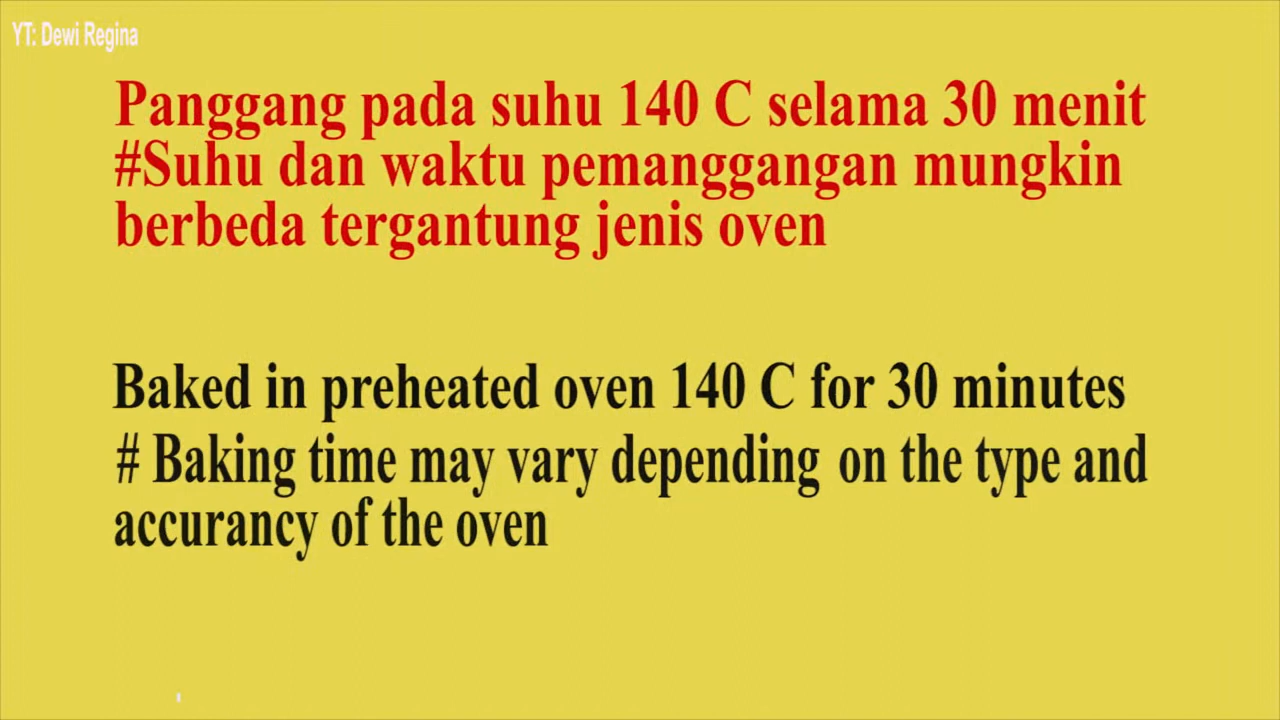 YT: Dewi Regina
Panggang pada suhu 140 C selama 30 menit
#Suhu dan waktu pemanggangan mungkin
berbeda tergantung jenis oven
Baked in preheated oven 140 C for 30 minutes
# Baking time may vary depending on the type and
accurancy of the oven